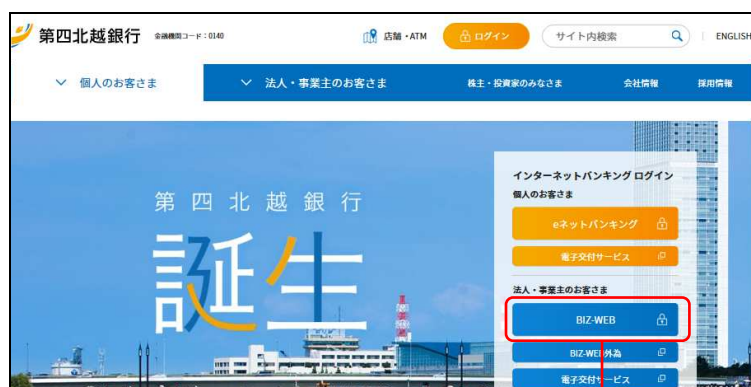 第四北越銀行 金融機関コード:0140 店舗・ATM ログイン サイト内検索 ENGLISH
個人のお客さま 法人・事業主のお客さま 株主・投資家のみなさま 会社情報 採用情報
第四北越銀行
誕生
インターネットバンキング ログイン
個人のお客さま
eネットバンキング
電子交付サービス
法人・事業主のお客さま
BIZ-WEB
BIZ-WEB外為
電子交付サービス